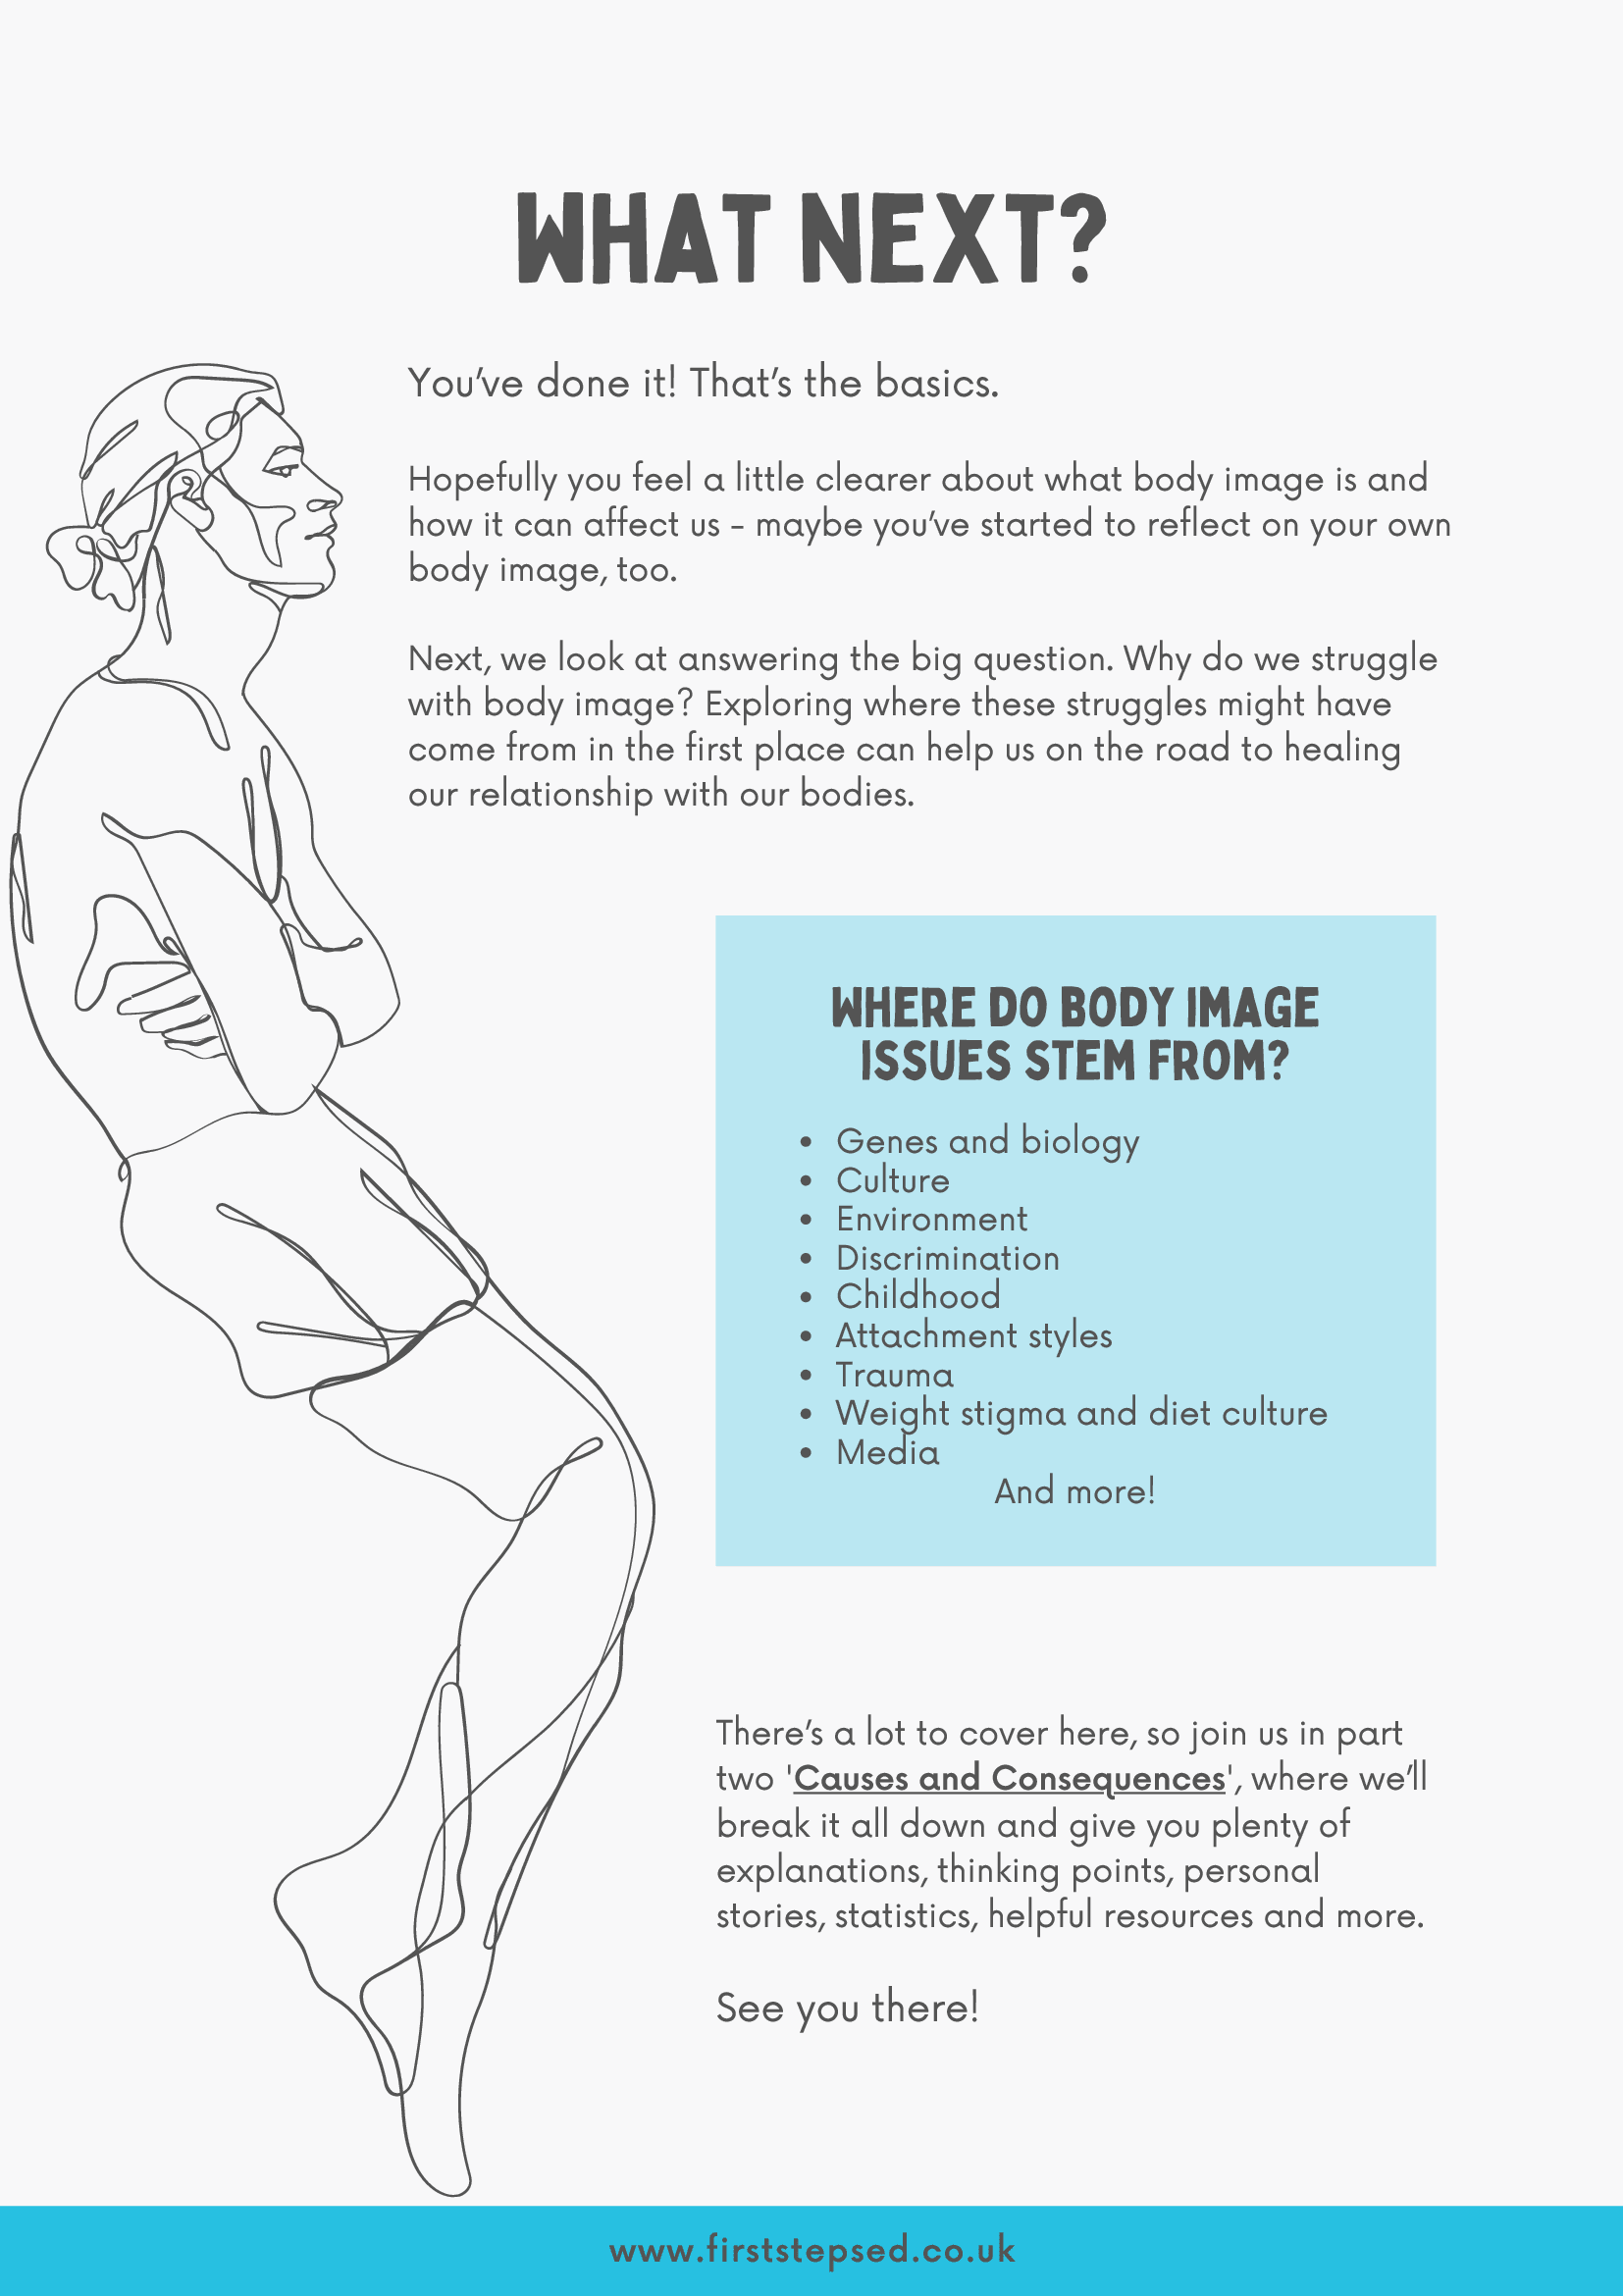 WHAT NEXT?
You've done it! That's the basics.
Hopefully you feel a little clearer about what body image is and
how it can affect us - maybe you've started to reflect on your own
body image, too.
Next, we look at answering the big question. Why do we struggle
with body image? Exploring where these struggles might have
come from in the first place can help us on the road to healing
our relationship with our bodies.
WHERE DO BODY IMAGE
ISSUES STEM FROM?
• Genes and biology
• Culture
• Environment
• Discrimination
• Childhood
• Attachment styles
• Trauma
• Weight stigma and diet culture
• Media
And more!
There's a lot to cover here, so join us in part
two 'Causes and Consequences', where we'll
break it all down and give you plenty of
explanations, thinking points, personal
stories, statistics, helpful resources and more.
See you there!
www.firststepsed.co.uk